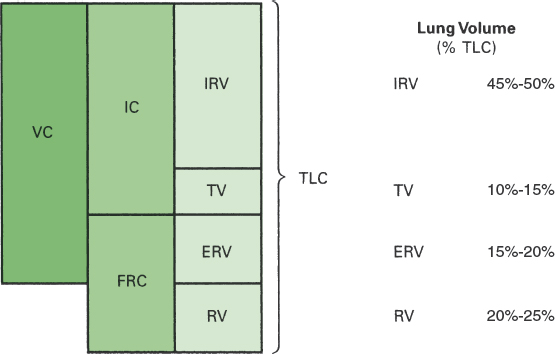 Lung Volume
(% TLC)
VC
IC
IRV
TV
FRC
ERV
RV
TLC
IRV 45%-50%
TV 10%-15%
ERV 15%-20%
RV 20%-25%